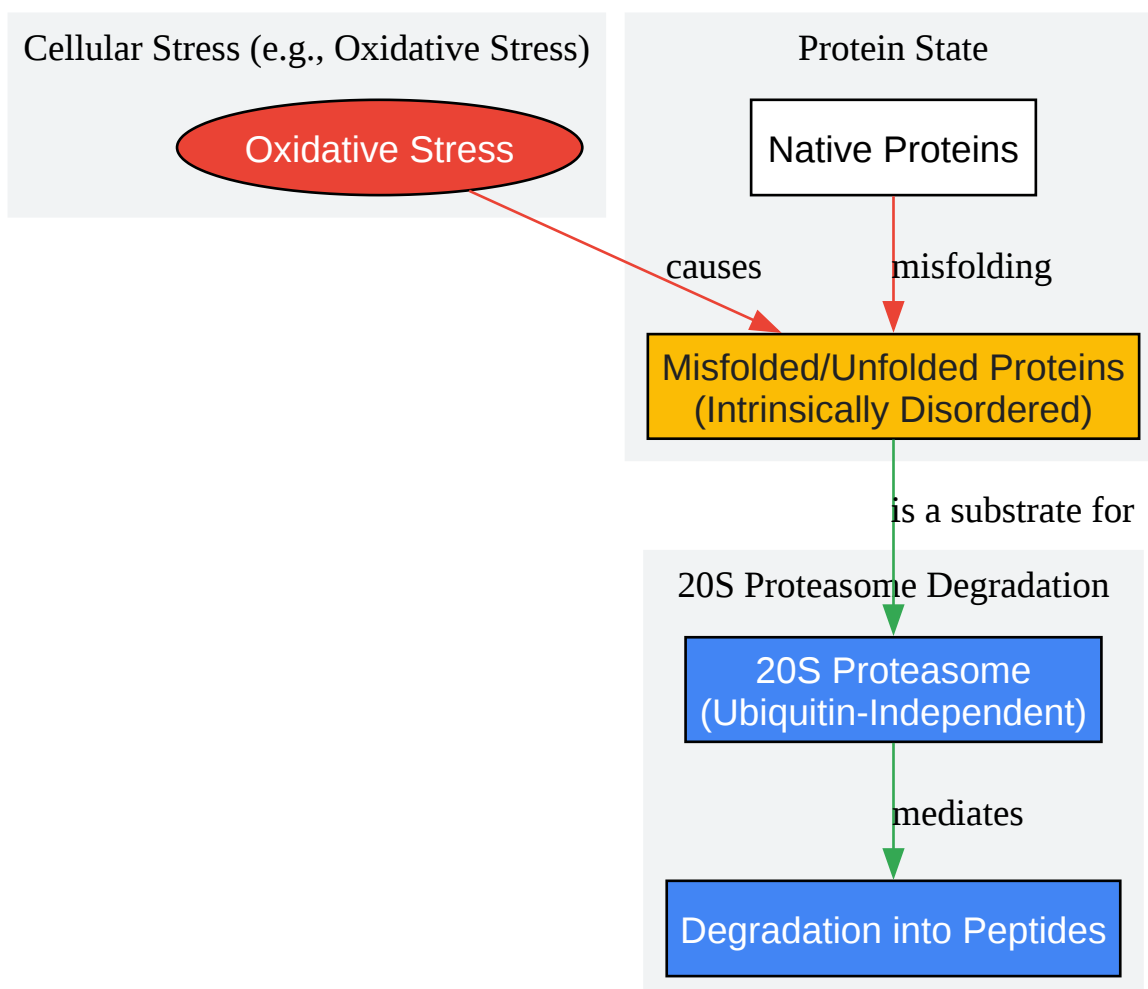 Cellular Stress (e.g., Oxidative Stress)
Protein State
Oxidative Stress
Native Proteins
causes
misfolding
Misfolded/Unfolded Proteins
(Intrinsically Disordered)
is a substrate for
20S Proteasome Degradation
20S Proteasome
(Ubiquitin-Independent)
mediates
Degradation into Peptides